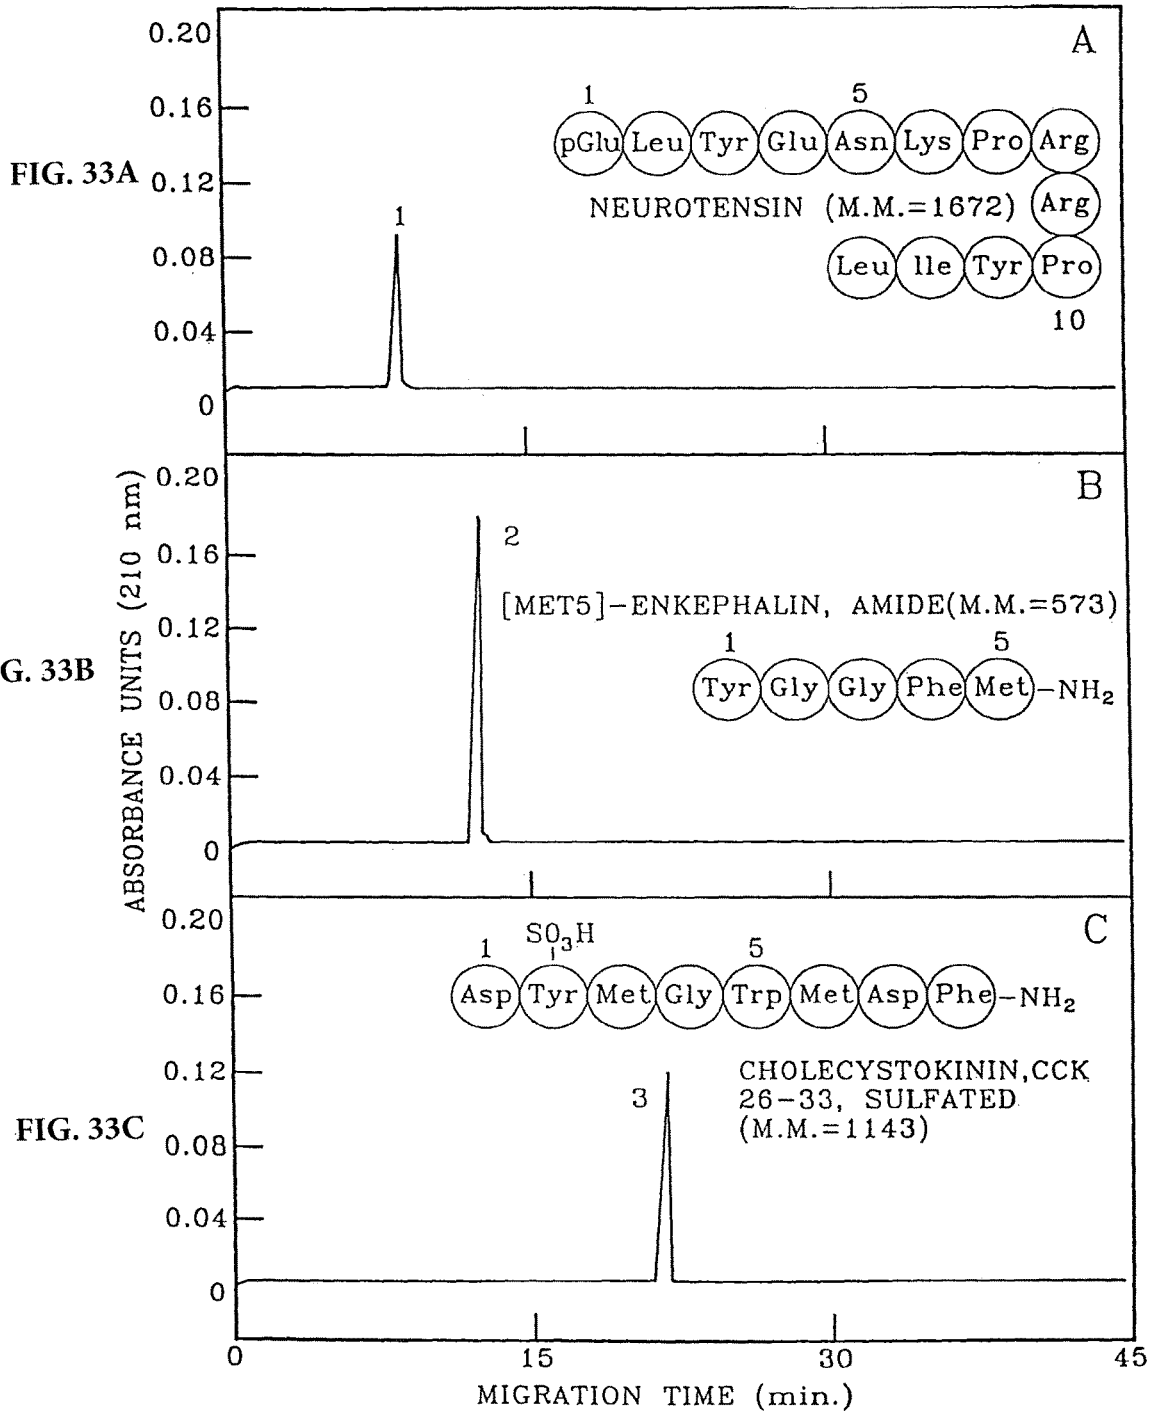 0.20
A
1 5
0.16
pGlu Leu Tyr Glu Asn Lys Pro Arg
FIG. 33A
0.12
NEUROTENSIN (M.M.=1672) Arg
1
0.08
Leu lle Tyr Pro
10
0.04
0
0.20
B
2
0.16
[MET5]-ENKEPHALIN, AMIDE(M.M.=573)
0.12
1 5
G. 33B
Tyr Gly Gly Phe Met-NH2
0.08
0.04
0
ABSORBANCE UNITS (210 nm)
0.20
C
SO3H
1 5
Asp Tyr Met Gly Trp Met Asp Phe-NH2
0.16
0.12
CHOLECYSTOKININ,CCK
3
26-33, SULFATED
FIG. 33C
(M.M.=1143)
0.08
0.04
0
0 15 30 45
MIGRATION TIME (min.)